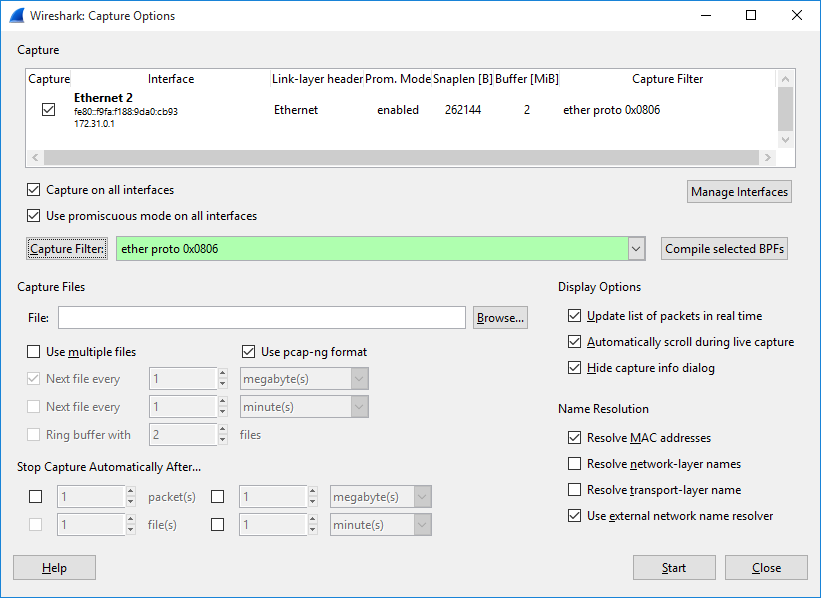 Wireshark: Capture Options
Capture
Capture Interface Link-layer header Prom. Mode Snaplen [B] Buffer [MiB] Capture Filter
Ethernet 2
fe80::f9fa:f188:9da0:cb93
172.31.0.1
Ethernet enabled 262144 2 ether proto 0x0806
Capture on all interfaces
Manage Interfaces
Use promiscuous mode on all interfaces
Capture Filter: ether proto 0x0806 Compile selected BPFs
Capture Files
File: Browse...
Use multiple files Use pcap-ng format
Next file every 1 megabyte(s)
Next file every 1 minute(s)
Ring buffer with 2 files
Stop Capture Automatically After...
1 packet(s) 1 megabyte(s)
1 file(s) 1 minute(s)
Display Options
Update list of packets in real time
Automatically scroll during live capture
Hide capture info dialog
Name Resolution
Resolve MAC addresses
Resolve network-layer names
Resolve transport-layer name
Use external network name resolver
Help Start Close